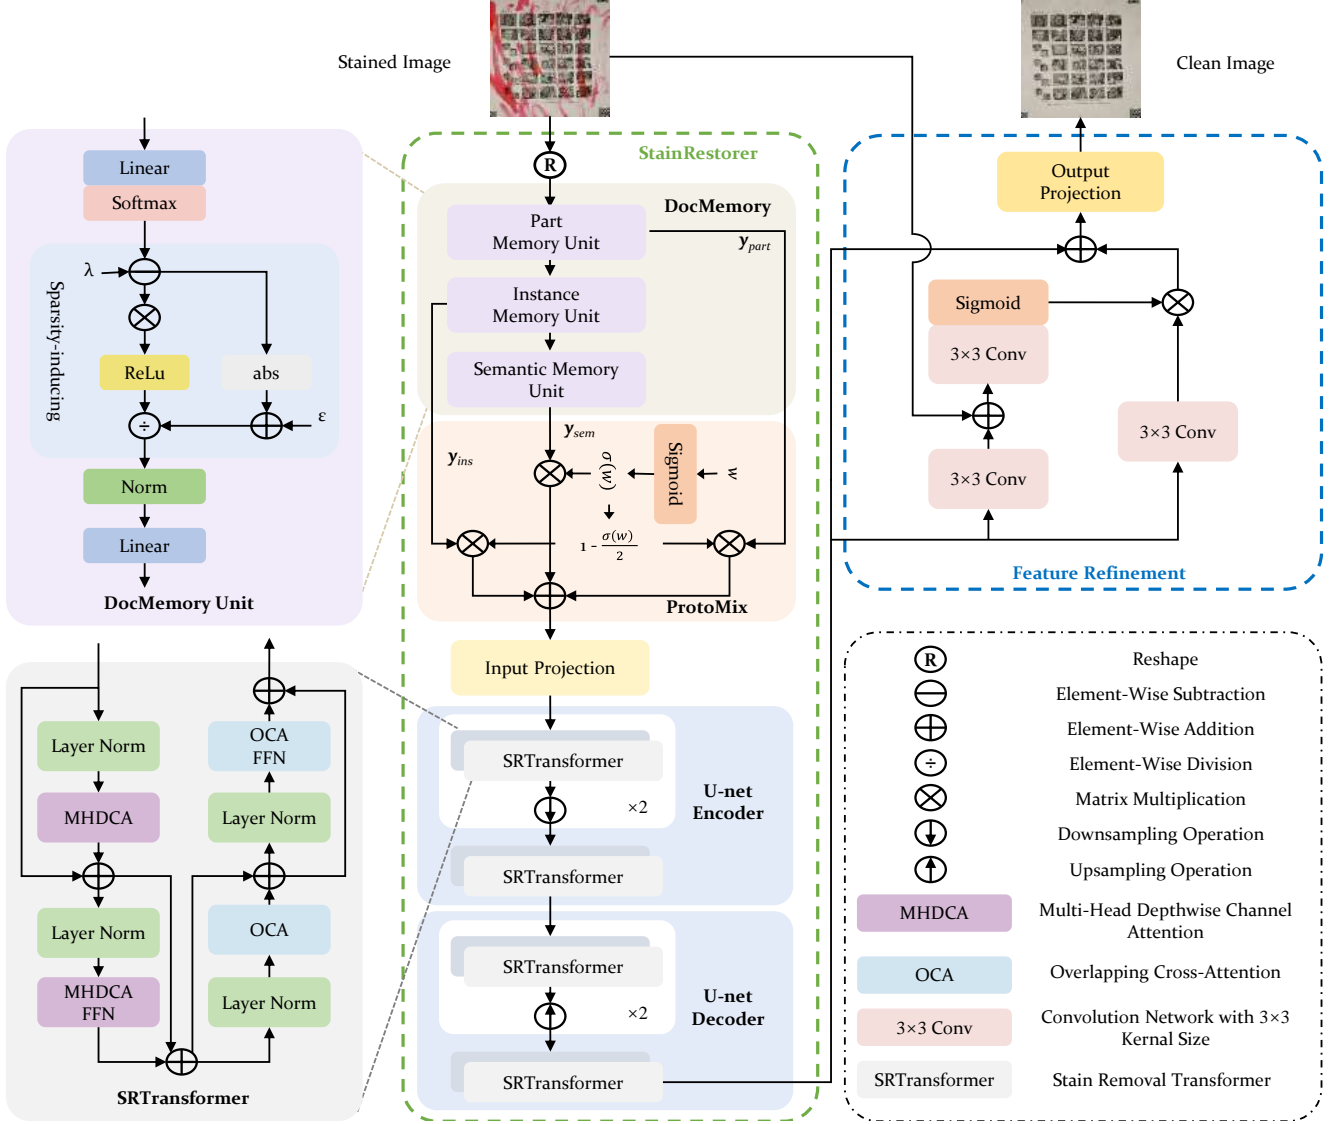 Stained Image
Clean Image
StainRestorer
R
DocMemory
Part
Memory Unit
y_part
Instance
Memory Unit
Semantic Memory
Unit
y_sem
y_ins
σ(w)
Sigmoid
w
1 - σ(w)/2
ProtoMix
Input Projection
SRTransformer
×2
U-net
Encoder
SRTransformer
SRTransformer
×2
U-net
Decoder
SRTransformer
Linear
Softmax
λ
Sparsity-inducing
ReLu
abs
÷
ε
Norm
Linear
DocMemory Unit
Layer Norm
MHDCA
Layer Norm
MHDCA
FFN
OCA
FFN
Layer Norm
OCA
Layer Norm
SRTransformer
Output
Projection
Sigmoid
3×3 Conv
3×3 Conv
3×3 Conv
Feature Refinement
R Reshape
Element-Wise Subtraction
Element-Wise Addition
÷ Element-Wise Division
Matrix Multiplication
Downsampling Operation
Upsampling Operation
MHDCA Multi-Head Depthwise Channel
Attention
OCA Overlapping Cross-Attention
3×3 Conv Convolution Network with 3×3
Kernal Size
SRTransformer Stain Removal Transformer